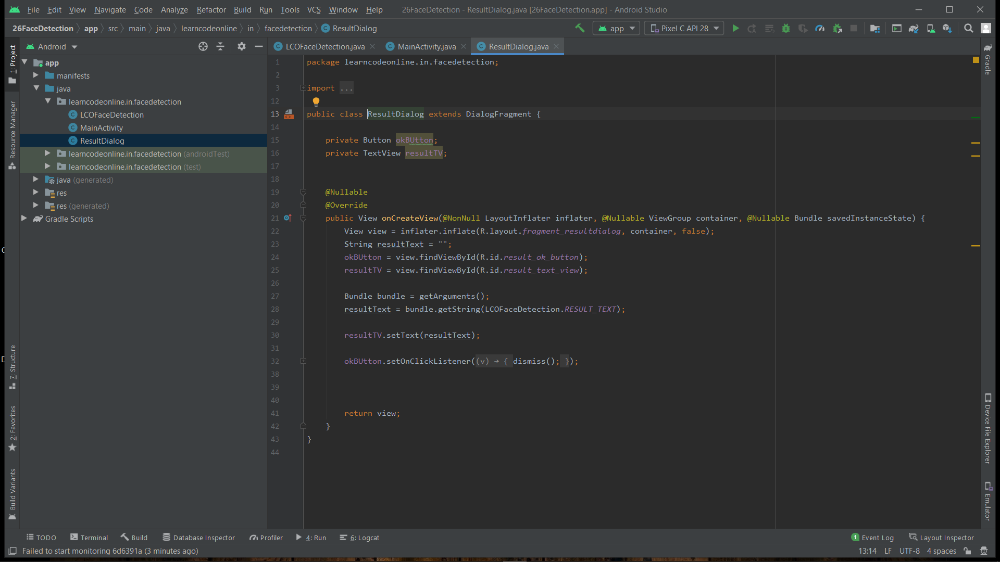 File Edit View Navigate Code Analyze Refactor Build Run Tools VCS Window Help 26FaceDetection - ResultDialog.java [26FaceDetection.app] - Android Studio
26FaceDetection app src main java learncodeonline in facedetection ResultDialog app Pixel C API 28
Android LCOFaceDetection.java MainActivity.java ResultDialog.java
1: Project
Resource Manager
7: Structure
2: Favorites
Build Variants
app
manifests
java
learncodeonline.in.facedetection
LCOFaceDetection
MainActivity
ResultDialog
learncodeonline.in.facedetection (androidTest)
learncodeonline.in.facedetection (test)
java (generated)
res
res (generated)
Gradle Scripts
1 package learncodeonline.in.facedetection;
2
3 import ...
12
13 public class ResultDialog extends DialogFragment {
14
15 private Button okBUtton;
16 private TextView resultTV;
17
18
19 @Nullable
20 @Override
21 public View onCreateView(@NonNull LayoutInflater inflater, @Nullable ViewGroup container, @Nullable Bundle savedInstanceState) {
22 View view = inflater.inflate(R.layout.fragment_resultdialog, container, false);
23 String resultText = "";
24 okBUtton = view.findViewById(R.id.result_ok_button);
25 resultTV = view.findViewById(R.id.result_text_view);
26
27 Bundle bundle = getArguments();
28 resultText = bundle.getString(LCOFaceDetection.RESULT_TEXT);
29
30 resultTV.setText(resultText);
31
32 okBUtton.setOnClickListener((v) → { dismiss(); });
38
39
40
41 return view;
42 }
43 }
44
Gradle
Device File Explorer
Emulator
TODO Terminal Build Database Inspector Profiler 4: Run 6: Logcat 1 Event Log Layout Inspector
Failed to start monitoring 6d6391a (3 minutes ago) 13:14 LF UTF-8 4 spaces